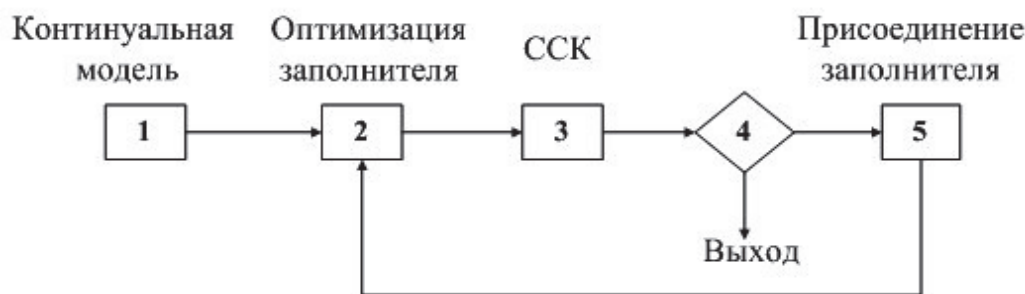 Континуальная
модель
Оптимизация
заполнителя
ССК
Присоединение
заполнителя
1
2
3
4
5
Выход